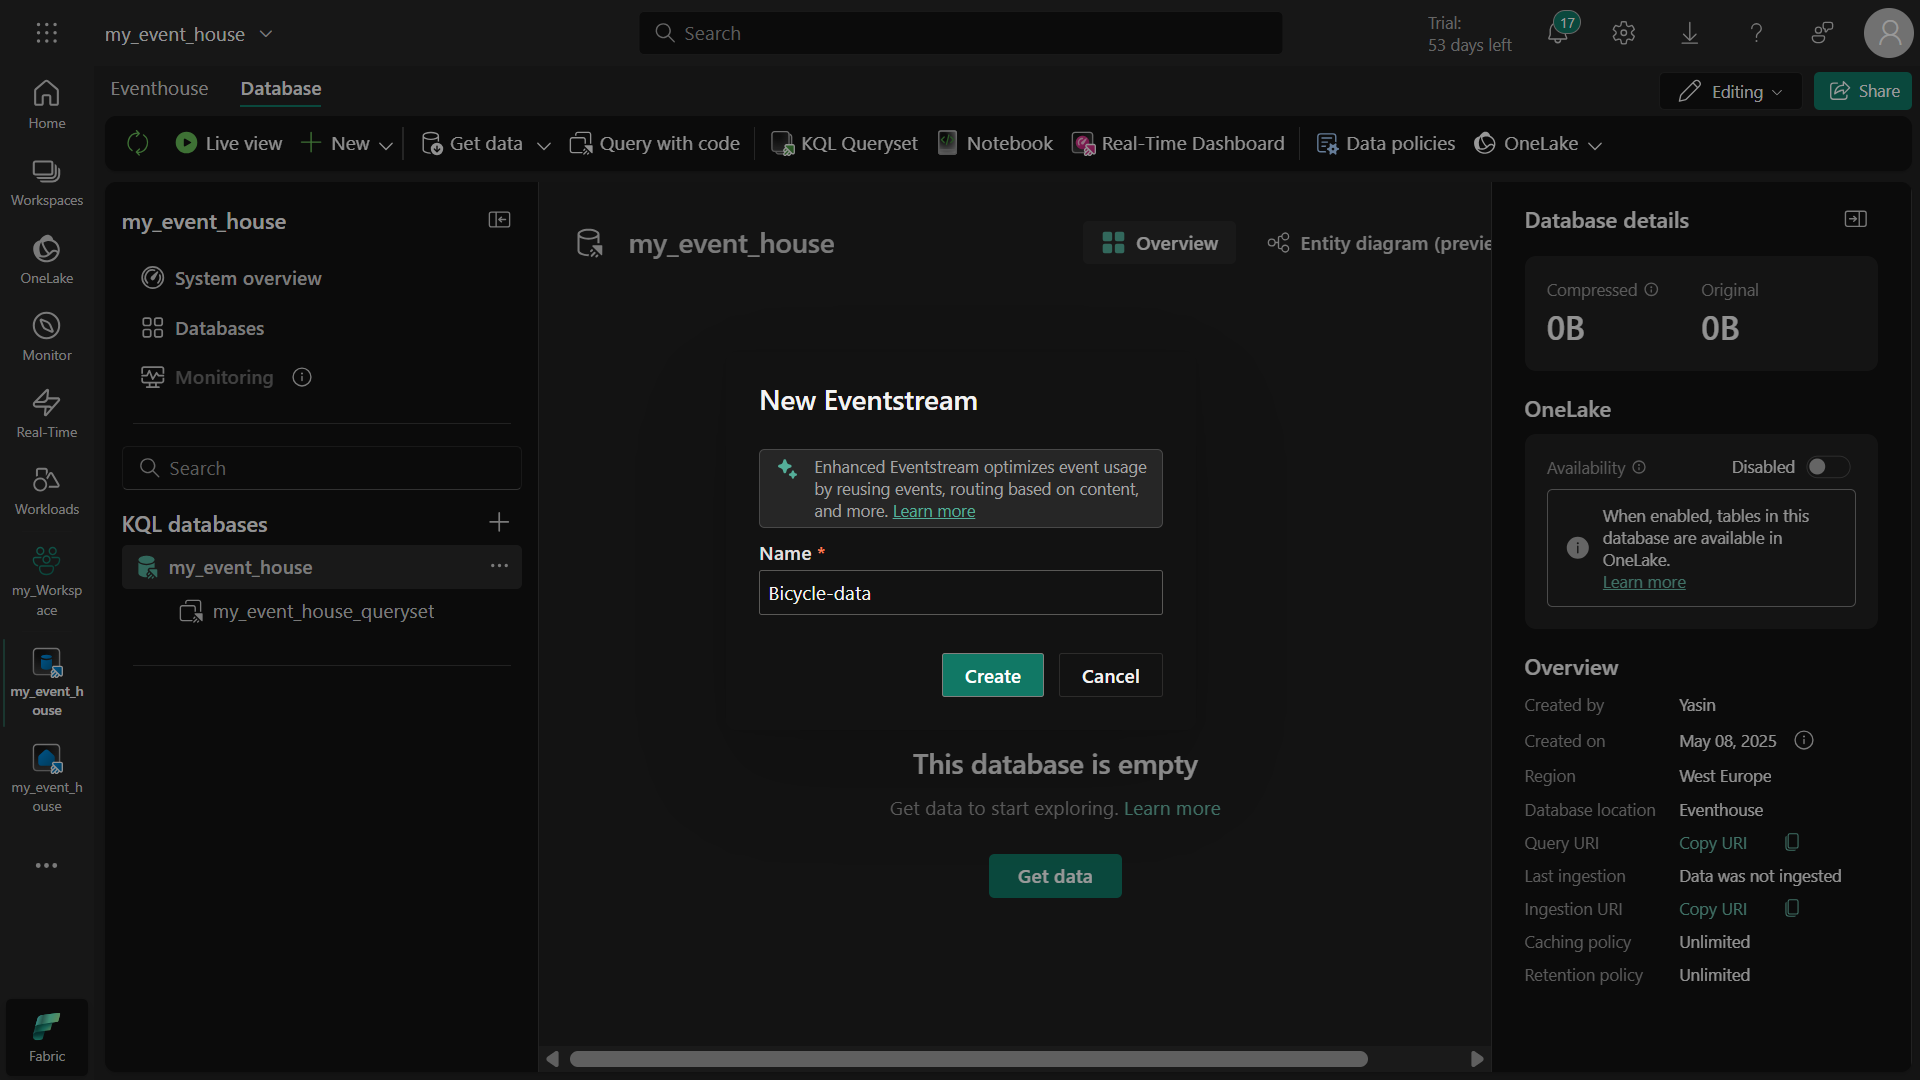 my_event_house
Search
Trial:
53 days left
17
Home
Workspaces
OneLake
Monitor
Real-Time
Workloads
my_Worksp
ace
my_event_h
ouse
my_event_h
ouse
Fabric
Eventhouse
Database
Editing
Share
Live view
New
Get data
Query with code
KQL Queryset
Notebook
Real-Time Dashboard
Data policies
OneLake
my_event_house
System overview
Databases
Monitoring
Search
KQL databases
my_event_house
my_event_house_queryset
my_event_house
Overview
Entity diagram (previe
New Eventstream
Enhanced Eventstream optimizes event usage
by reusing events, routing based on content,
and more. Learn more
Name *
Bicycle-data
Create
Cancel
This database is empty
Get data to start exploring. Learn more
Get data
Database details
Compressed
Original
0B
0B
OneLake
Availability
Disabled
When enabled, tables in this
database are available in
OneLake.
Learn more
Overview
Created by
Yasin
Created on
May 08, 2025
Region
West Europe
Database location
Eventhouse
Query URI
Copy URI
Last ingestion
Data was not ingested
Ingestion URI
Copy URI
Caching policy
Unlimited
Retention policy
Unlimited